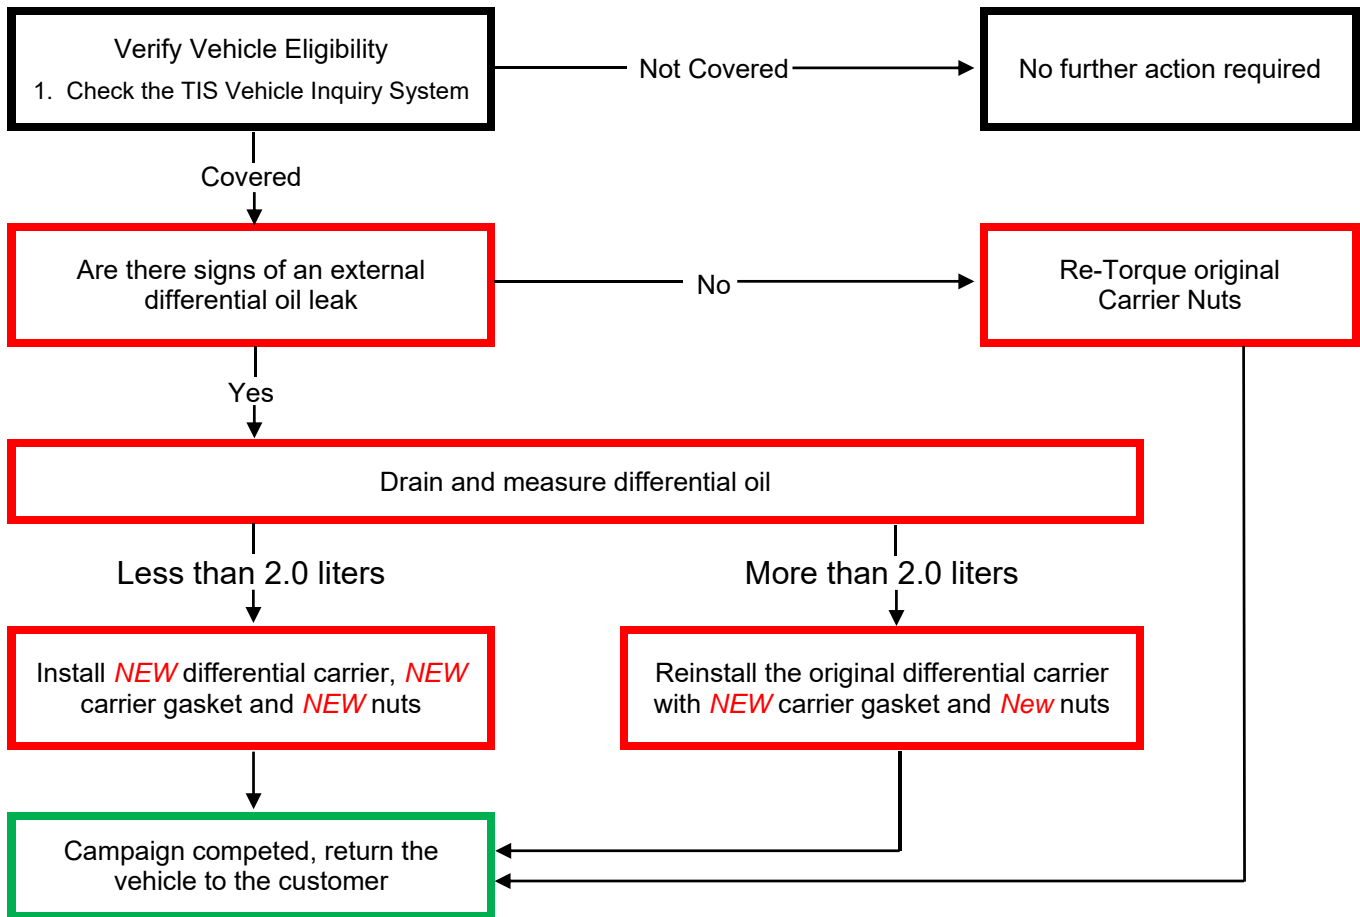 Verify Vehicle Eligibility
1. Check the TIS Vehicle Inquiry System
Not Covered
No further action required
Covered
Are there signs of an external
differential oil leak
No
Re-Torque original
Carrier Nuts
Yes
Drain and measure differential oil
Less than 2.0 liters
More than 2.0 liters
Install NEW differential carrier, NEW
carrier gasket and NEW nuts
Reinstall the original differential carrier
with NEW carrier gasket and New nuts
Campaign competed, return the
vehicle to the customer